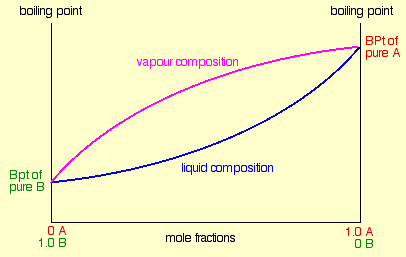 boiling point
boiling point
BPt of
pure A
vapour composition
liquid composition
Bpt of
pure B
0 A
1.0 B
mole fractions
1.0 A
0 B